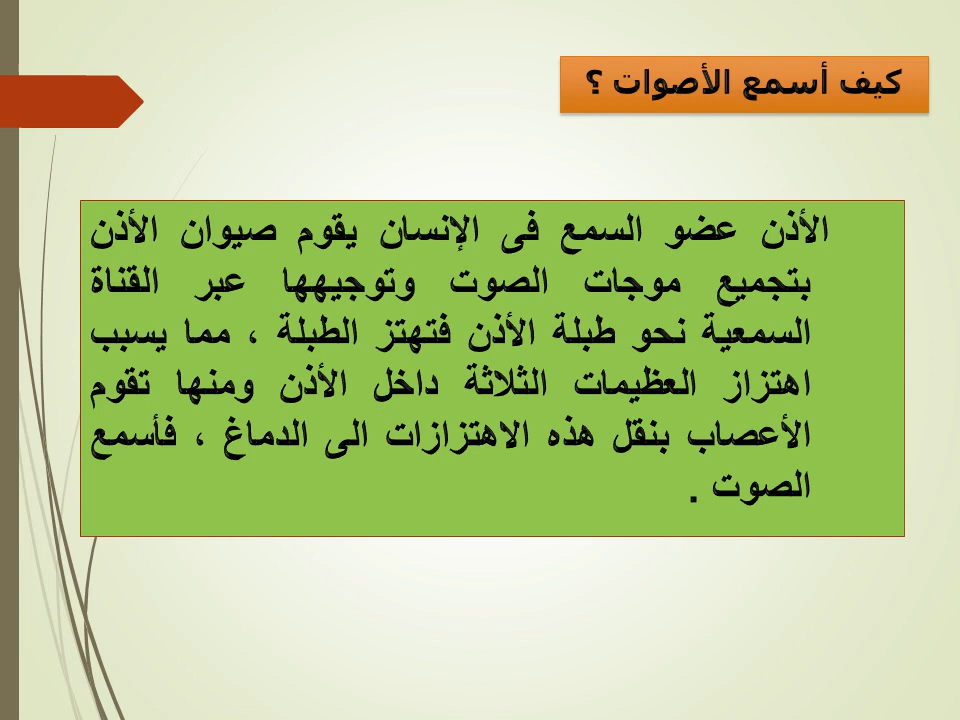 كيف أسمع الأصوات ؟
الأذن عضو السمع فى الإنسان يقوم صيوان الأذن
بتجميع موجات الصوت وتوجيهها عبر القناة
السمعية نحو طبلة الأذن فتهتز الطبلة ، مما يسبب
اهتزاز العظيمات الثلاثة داخل الأذن ومنها تقوم
الأعصاب بنقل هذه الاهتزازات الى الدماغ ، فأسمع
الصوت .